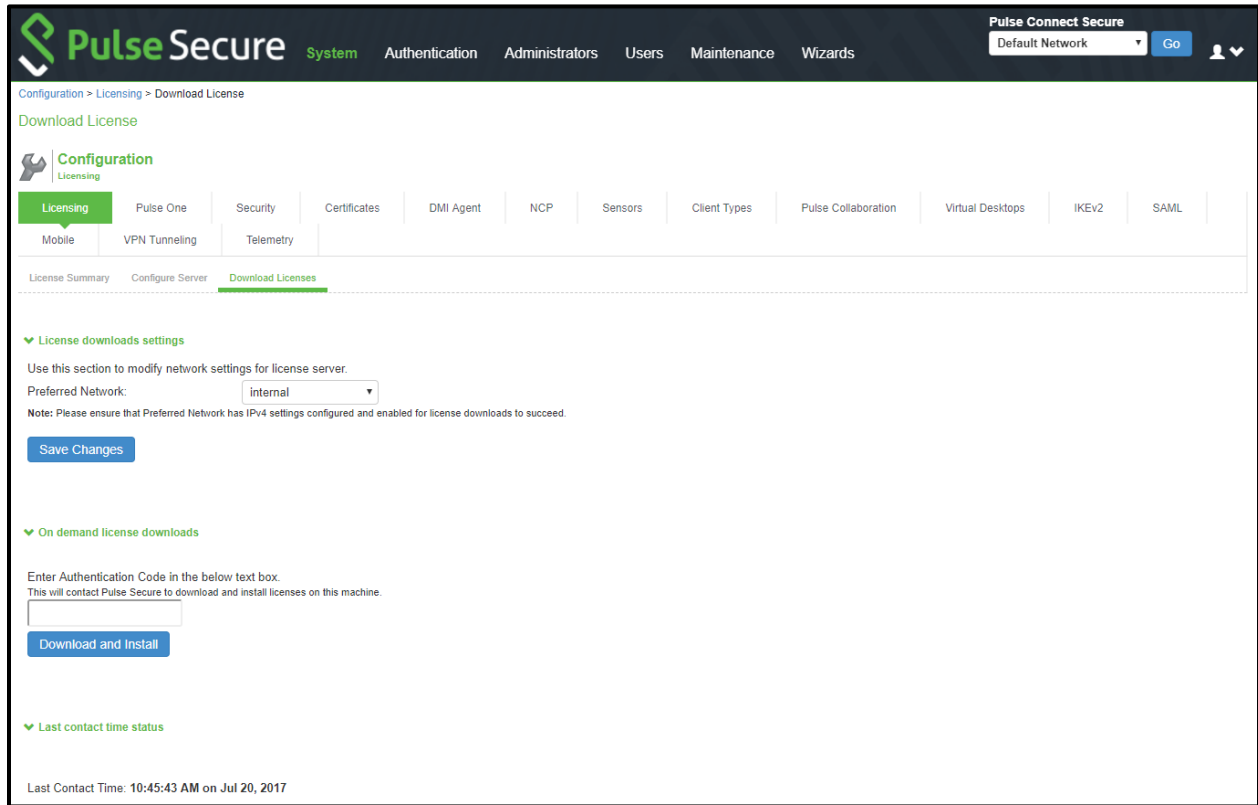 Pulse Secure System Authentication Administrators Users Maintenance Wizards
Pulse Connect Secure
Default Network Go
Configuration > Licensing > Download License
Download License
Configuration
Licensing
Licensing Pulse One Security Certificates DMI Agent NCP Sensors Client Types Pulse Collaboration Virtual Desktops IKEv2 SAML
Mobile VPN Tunneling Telemetry
License Summary Configure Server Download Licenses
License downloads settings
Use this section to modify network settings for license server.
Preferred Network: internal
Note: Please ensure that Preferred Network has IPv4 settings configured and enabled for license downloads to succeed.
Save Changes
On demand license downloads
Enter Authentication Code in the below text box.
This will contact Pulse Secure to download and install licenses on this machine.
Download and Install
Last contact time status
Last Contact Time: 10:45:43 AM on Jul 20, 2017